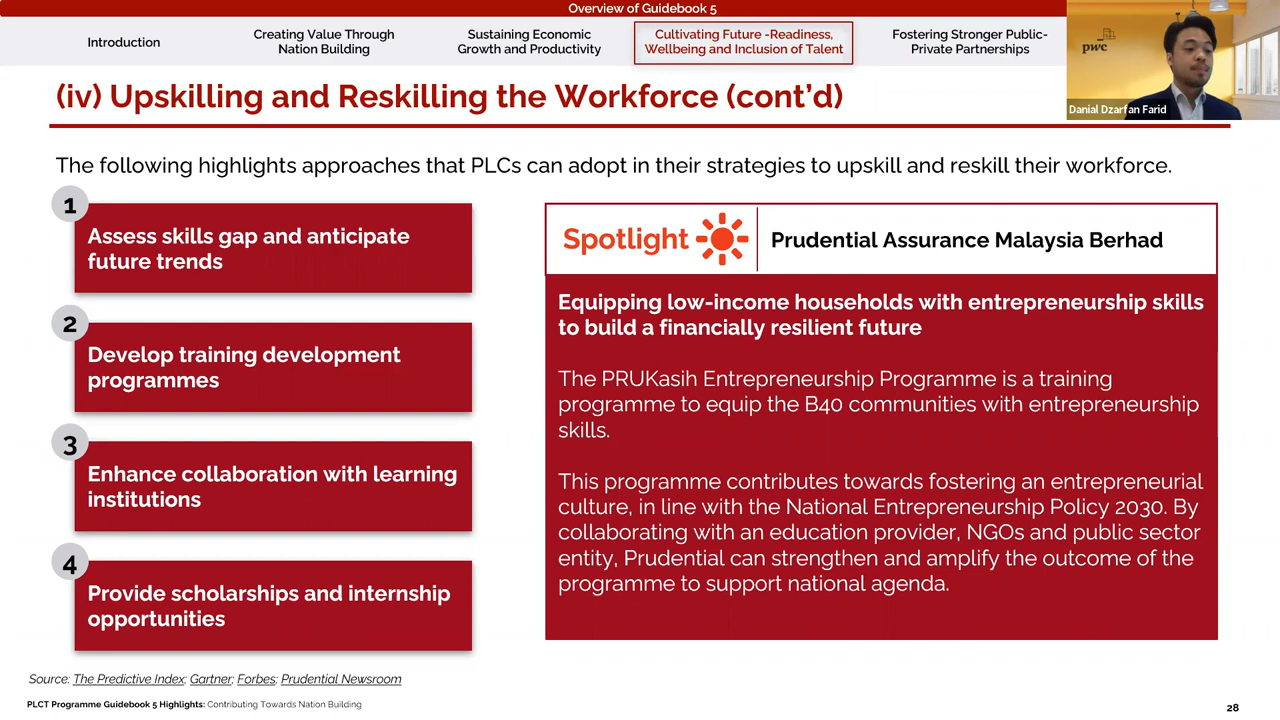 Overview of Guidebook 5
Introduction
Creating Value Through
Nation Building
Sustaining Economic
Growth and Productivity
Cultivating Future -Readiness,
Wellbeing and Inclusion of Talent
Fostering Stronger Public-
Private Partnerships
pwc
Danial Dzarfan Farid
(iv) Upskilling and Reskilling the Workforce (cont'd)
The following highlights approaches that PLCs can adopt in their strategies to upskill and reskill their workforce.
1
Assess skills gap and anticipate
future trends
2
Develop training development
programmes
3
Enhance collaboration with learning
institutions
4
Provide scholarships and internship
opportunities
Spotlight
Prudential Assurance Malaysia Berhad
Equipping low-income households with entrepreneurship skills
to build a financially resilient future
The PRUKasih Entrepreneurship Programme is a training
programme to equip the B40 communities with entrepreneurship
skills.
This programme contributes towards fostering an entrepreneurial
culture, in line with the National Entrepreneurship Policy 2030. By
collaborating with an education provider, NGOs and public sector
entity, Prudential can strengthen and amplify the outcome of the
programme to support national agenda.
Source: The Predictive Index; Gartner; Forbes; Prudential Newsroom
PLCT Programme Guidebook 5 Highlights: Contributing Towards Nation Building
28